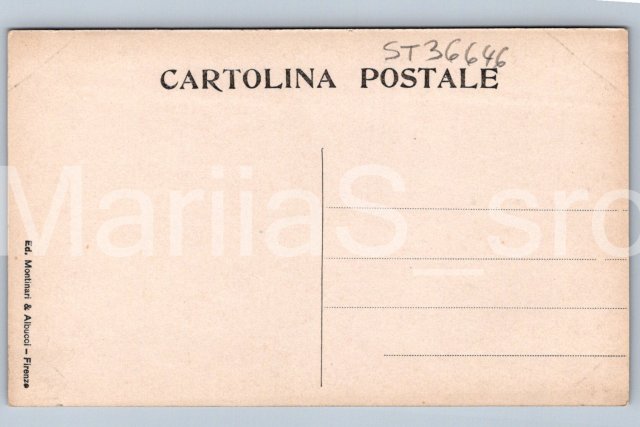 ST36646
CARTOLINA POSTALE
MariiaS_sro
Ed. Montinari & Albucci – Firenze